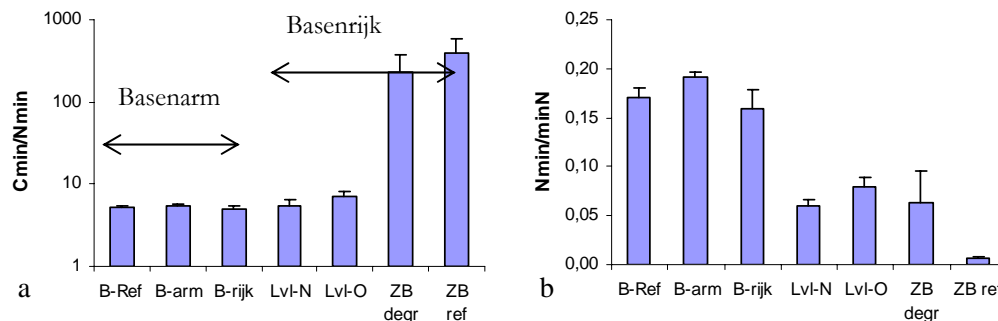 1000
100
10
1
Cmin/Nmin
Basenarm
Basenrijk
B-Ref B-arm B-rijk Lvl-N Lvl-O ZB degr ZB ref
a
0,25
0,20
0,15
0,10
0,05
0,00
Nmin/minN
B-Ref B-arm B-rijk Lvl-N Lvl-O ZB degr ZB ref
b